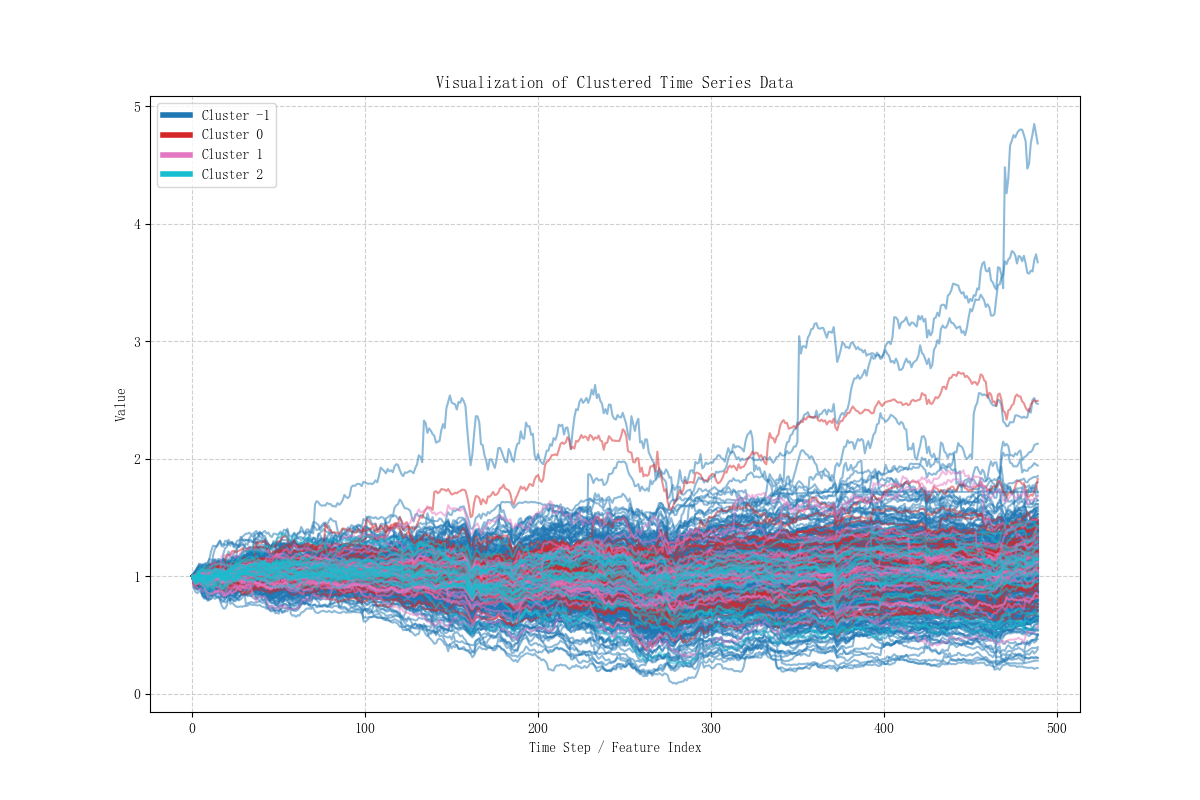 Visualization of Clustered Time Series Data
Cluster -1
Cluster 0
Cluster 1
Cluster 2
Value
5
4
3
2
1
0
0 100 200 300 400 500
Time Step / Feature Index